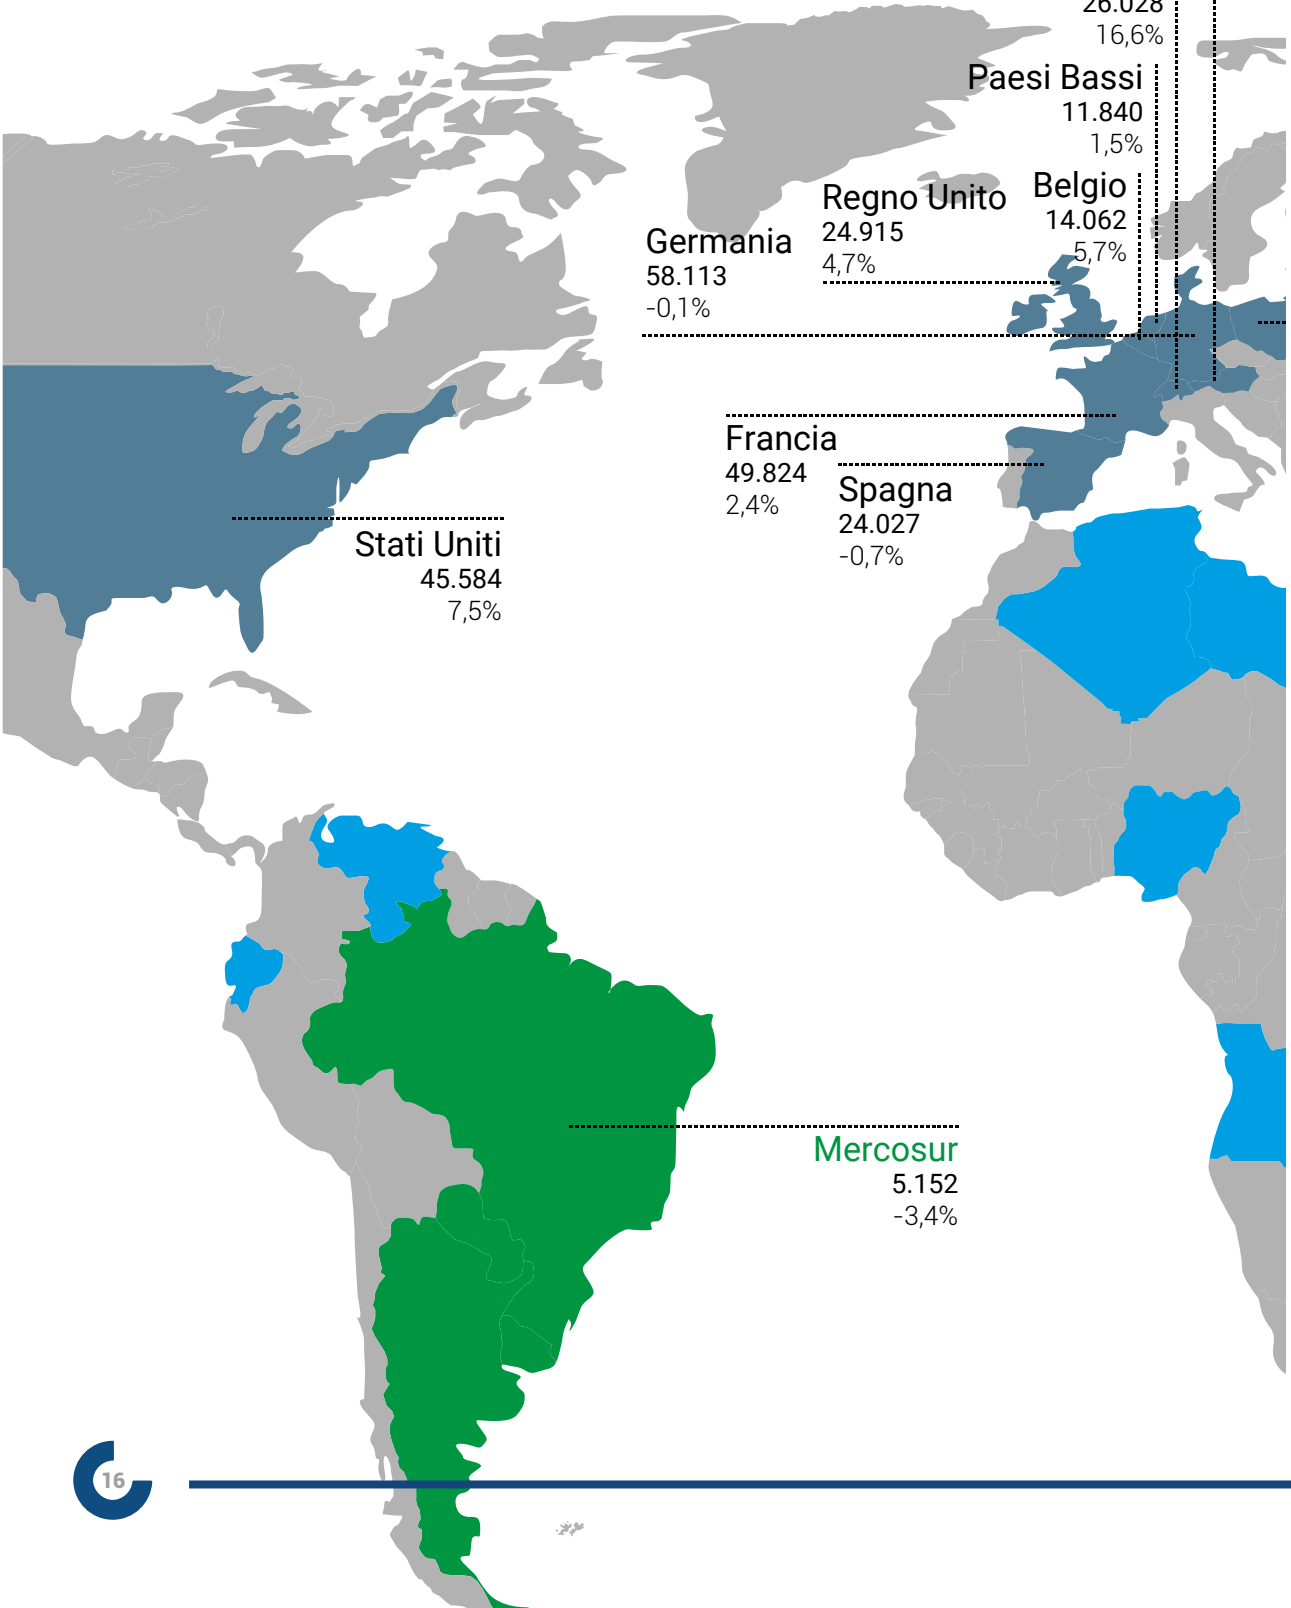 26.028
16,6%
Paesi Bassi
11.840
1,5%
Belgio
14.062
5,7%
Regno Unito
24.915
4,7%
Germania
58.113
-0,1%
Francia
49.824
2,4%
Spagna
24.027
-0,7%
Stati Uniti
45.584
7,5%
Mercosur
5.152
-3,4%
16